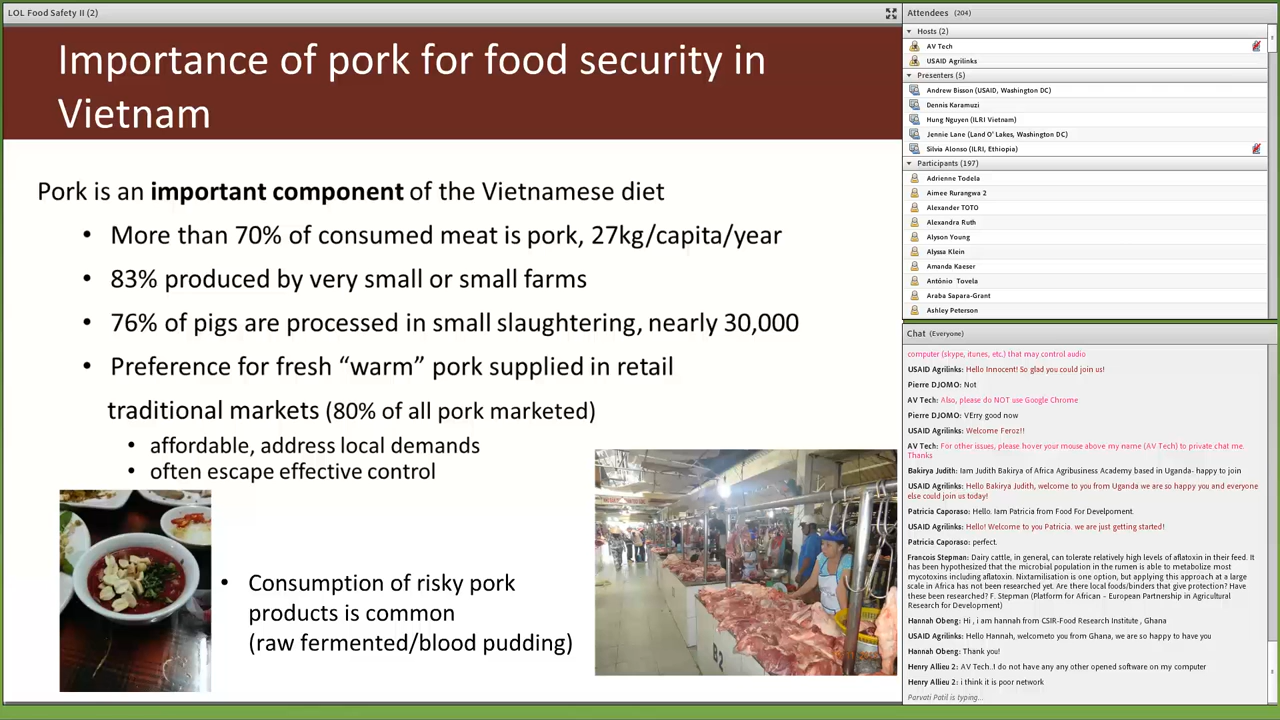 LOL Food Safety II (2)
Importance of pork for food security in
Vietnam
Pork is an important component of the Vietnamese diet
• More than 70% of consumed meat is pork, 27kg/capita/year
• 83% produced by very small or small farms
• 76% of pigs are processed in small slaughtering, nearly 30,000
• Preference for fresh “warm” pork supplied in retail
traditional markets (80% of all pork marketed)
• affordable, address local demands
• often escape effective control
• Consumption of risky pork
products is common
(raw fermented/blood pudding)
52
Attendees (204)
Hosts (2)
AV Tech
USAID Agrilinks
Presenters (5)
Andrew Bisson (USAID, Washington DC)
Dennis Karamuzi
Hung Nguyen (ILRI Vietnam)
Jennie Lane (Land O' Lakes, Washington DC)
Silvia Alonso (ILRI, Ethiopia)
Participants (197)
Adrienne Todela
Aimee Rurangwa 2
Alexander TOTO
Alexandra Ruth
Alyson Young
Alyssa Klein
Amanda Kaeser
António Tovela
Araba Sapara-Grant
Ashley Peterson
Chat (Everyone)
computer (skype, itunes, etc.) that may control audio
USAID Agrilinks: Hello Innocent! So glad you could join us!
Pierre DJOMO: Not
AV Tech: Also, please do NOT use Google Chrome
Pierre DJOMO: VErry good now
USAID Agrilinks: Welcome Feroz!!
AV Tech: For other issues, please hover your mouse above my name (AV Tech) to private chat me.
Thanks
Bakirya Judith: Iam Judith Bakirya of Africa Agribusiness Academy based in Uganda- happy to join
USAID Agrilinks: Hello Bakirya Judith, welcome to you from Uganda we are so happy you and everyone
else could join us today!
Patricia Caporaso: Hello. Iam Patricia from Food For Devlopment.
USAID Agrilinks: Hello! Welcome to you Patricia. we are just getting started!
Patricia Caporaso: perfect.
Francois Stepman: Dairy cattle, in general, can tolerate relatively high levels of aflatoxin in their feed. It
has been hypothesized that the microbial population in the rumen is able to metabolize most
mycotoxins including aflatoxin. Nixtamilisation is one option, but applying this approach at a large
scale in Africa has not been researched yet. Are there local foods/binders that give protection? Have
these been researched? F. Stepman (Platform for African - European Partnership in Agricultural
Research for Development)
Hannah Obeng: Hi , i am hannah from CSIR-Food Research Institute , Ghana
USAID Agrilinks: Hello Hannah, welcometo you from Ghana, we are so happy to have you
Hannah Obeng: Thank you!
Henry Allieu 2: AV Tech..I do not have any any other opened software on my computer
Henry Allieu 2: i think it is poor network
Parvati Patil is typing...